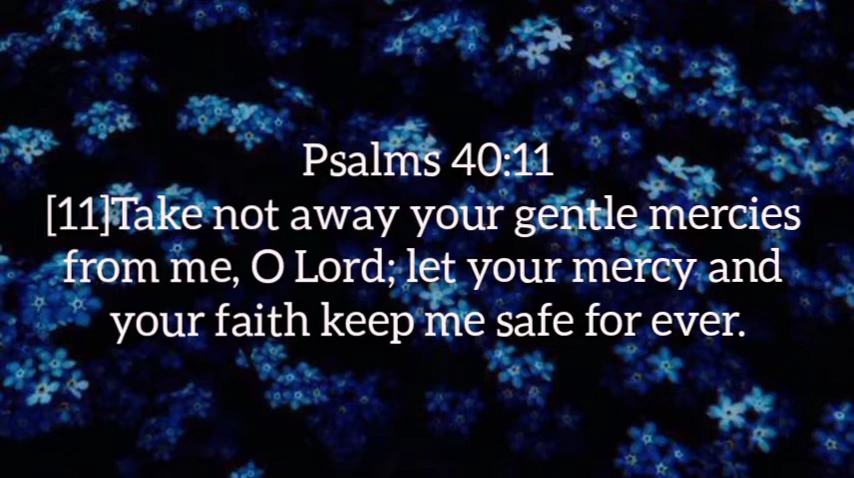 Psalms 40:11
[11]Take not away your gentle mercies
from me, O Lord; let your mercy and
your faith keep me safe for ever.